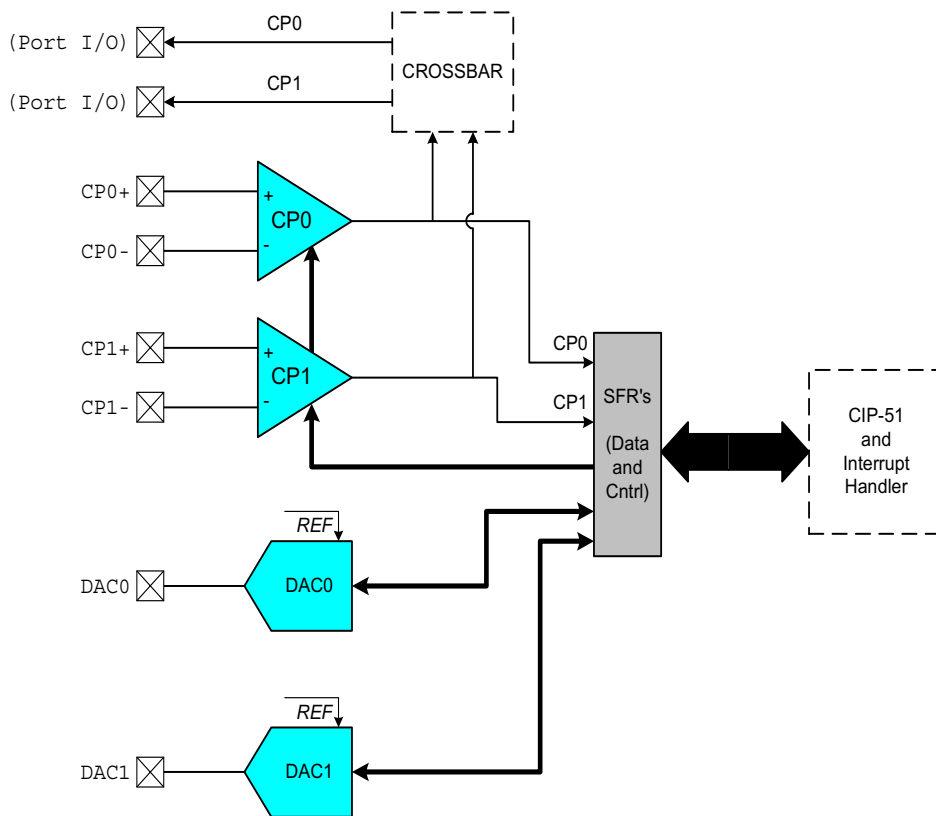 (Port I/O)
CP0
CROSSBAR
(Port I/O)
CP1
CP0+
+
CP0
CP0-
-
CP1+
+
CP1
CP1-
-
CP0
CP1
SFR's
(Data
and
Cntrl)
CIP-51
and
Interrupt
Handler
REF
DAC0
DAC0
REF
DAC1
DAC1